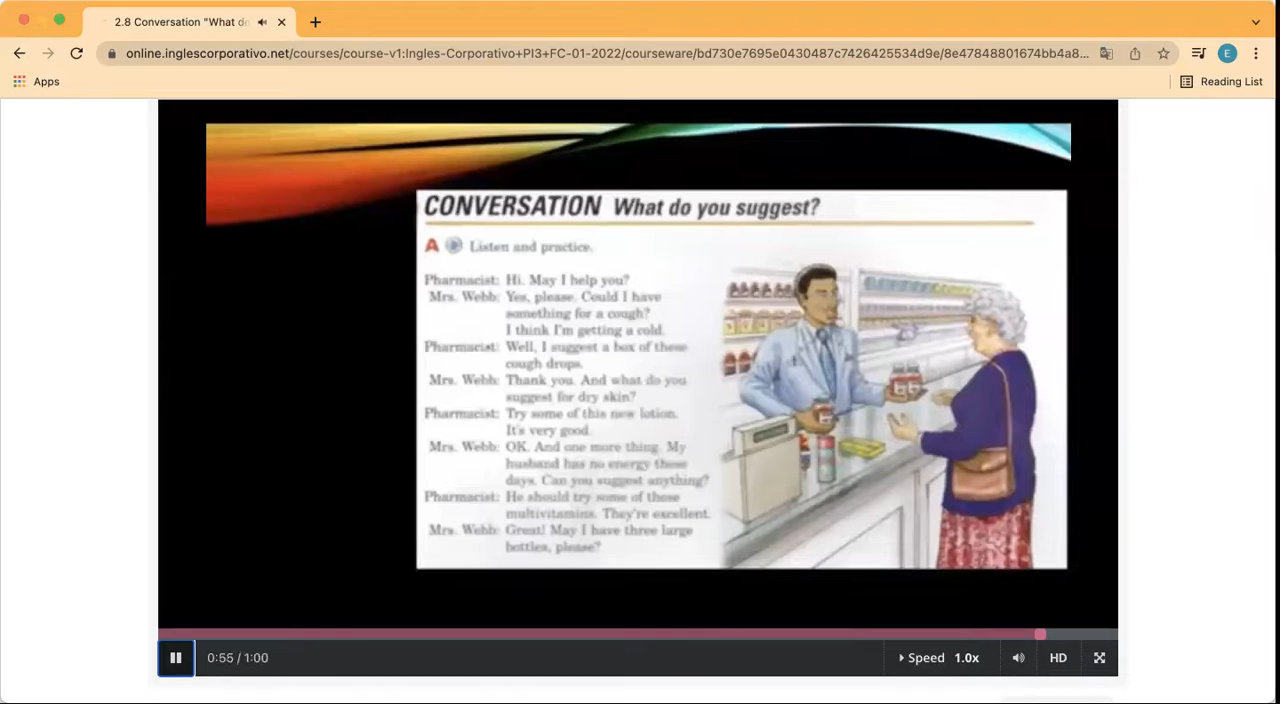 2.8 Conversation "What do
online.inglescorporativo.net/courses/course-v1:Ingles-Corporativo+PI3+FC-01-2022/courseware/bd730e7695e0430487c7426425534d9e/8e47848801674bb4a8...
E
Apps
Reading List
CONVERSATION What do you suggest?
A Listen and practice.
Pharmacist: Hi. May I help you?
Mrs. Webb: Yes, please. Could I have
something for a cough?
I think I'm getting a cold.
Pharmacist: Well, I suggest a box of these
cough drops.
Mrs. Webb: Thank you. And what do you
suggest for dry skin?
Pharmacist: Try some of this new lotion.
It's very good.
Mrs. Webb: OK. And one more thing. My
husband has no energy these
days. Can you suggest anything?
Pharmacist: He should try some of these
multivitamins. They're excellent.
Mrs. Webb: Great! May I have three large
bottles, please?
0:55 / 1:00
Speed 1.0x
HD